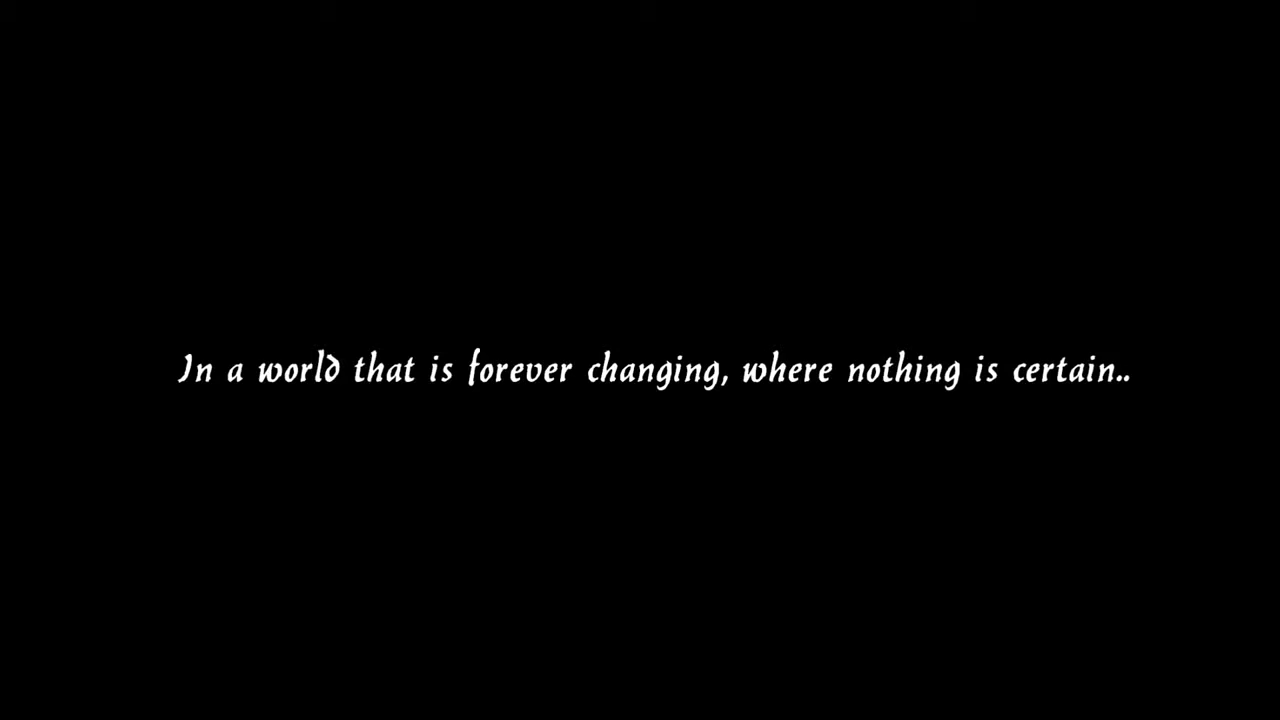 In a world that is forever changing, where nothing is certain..